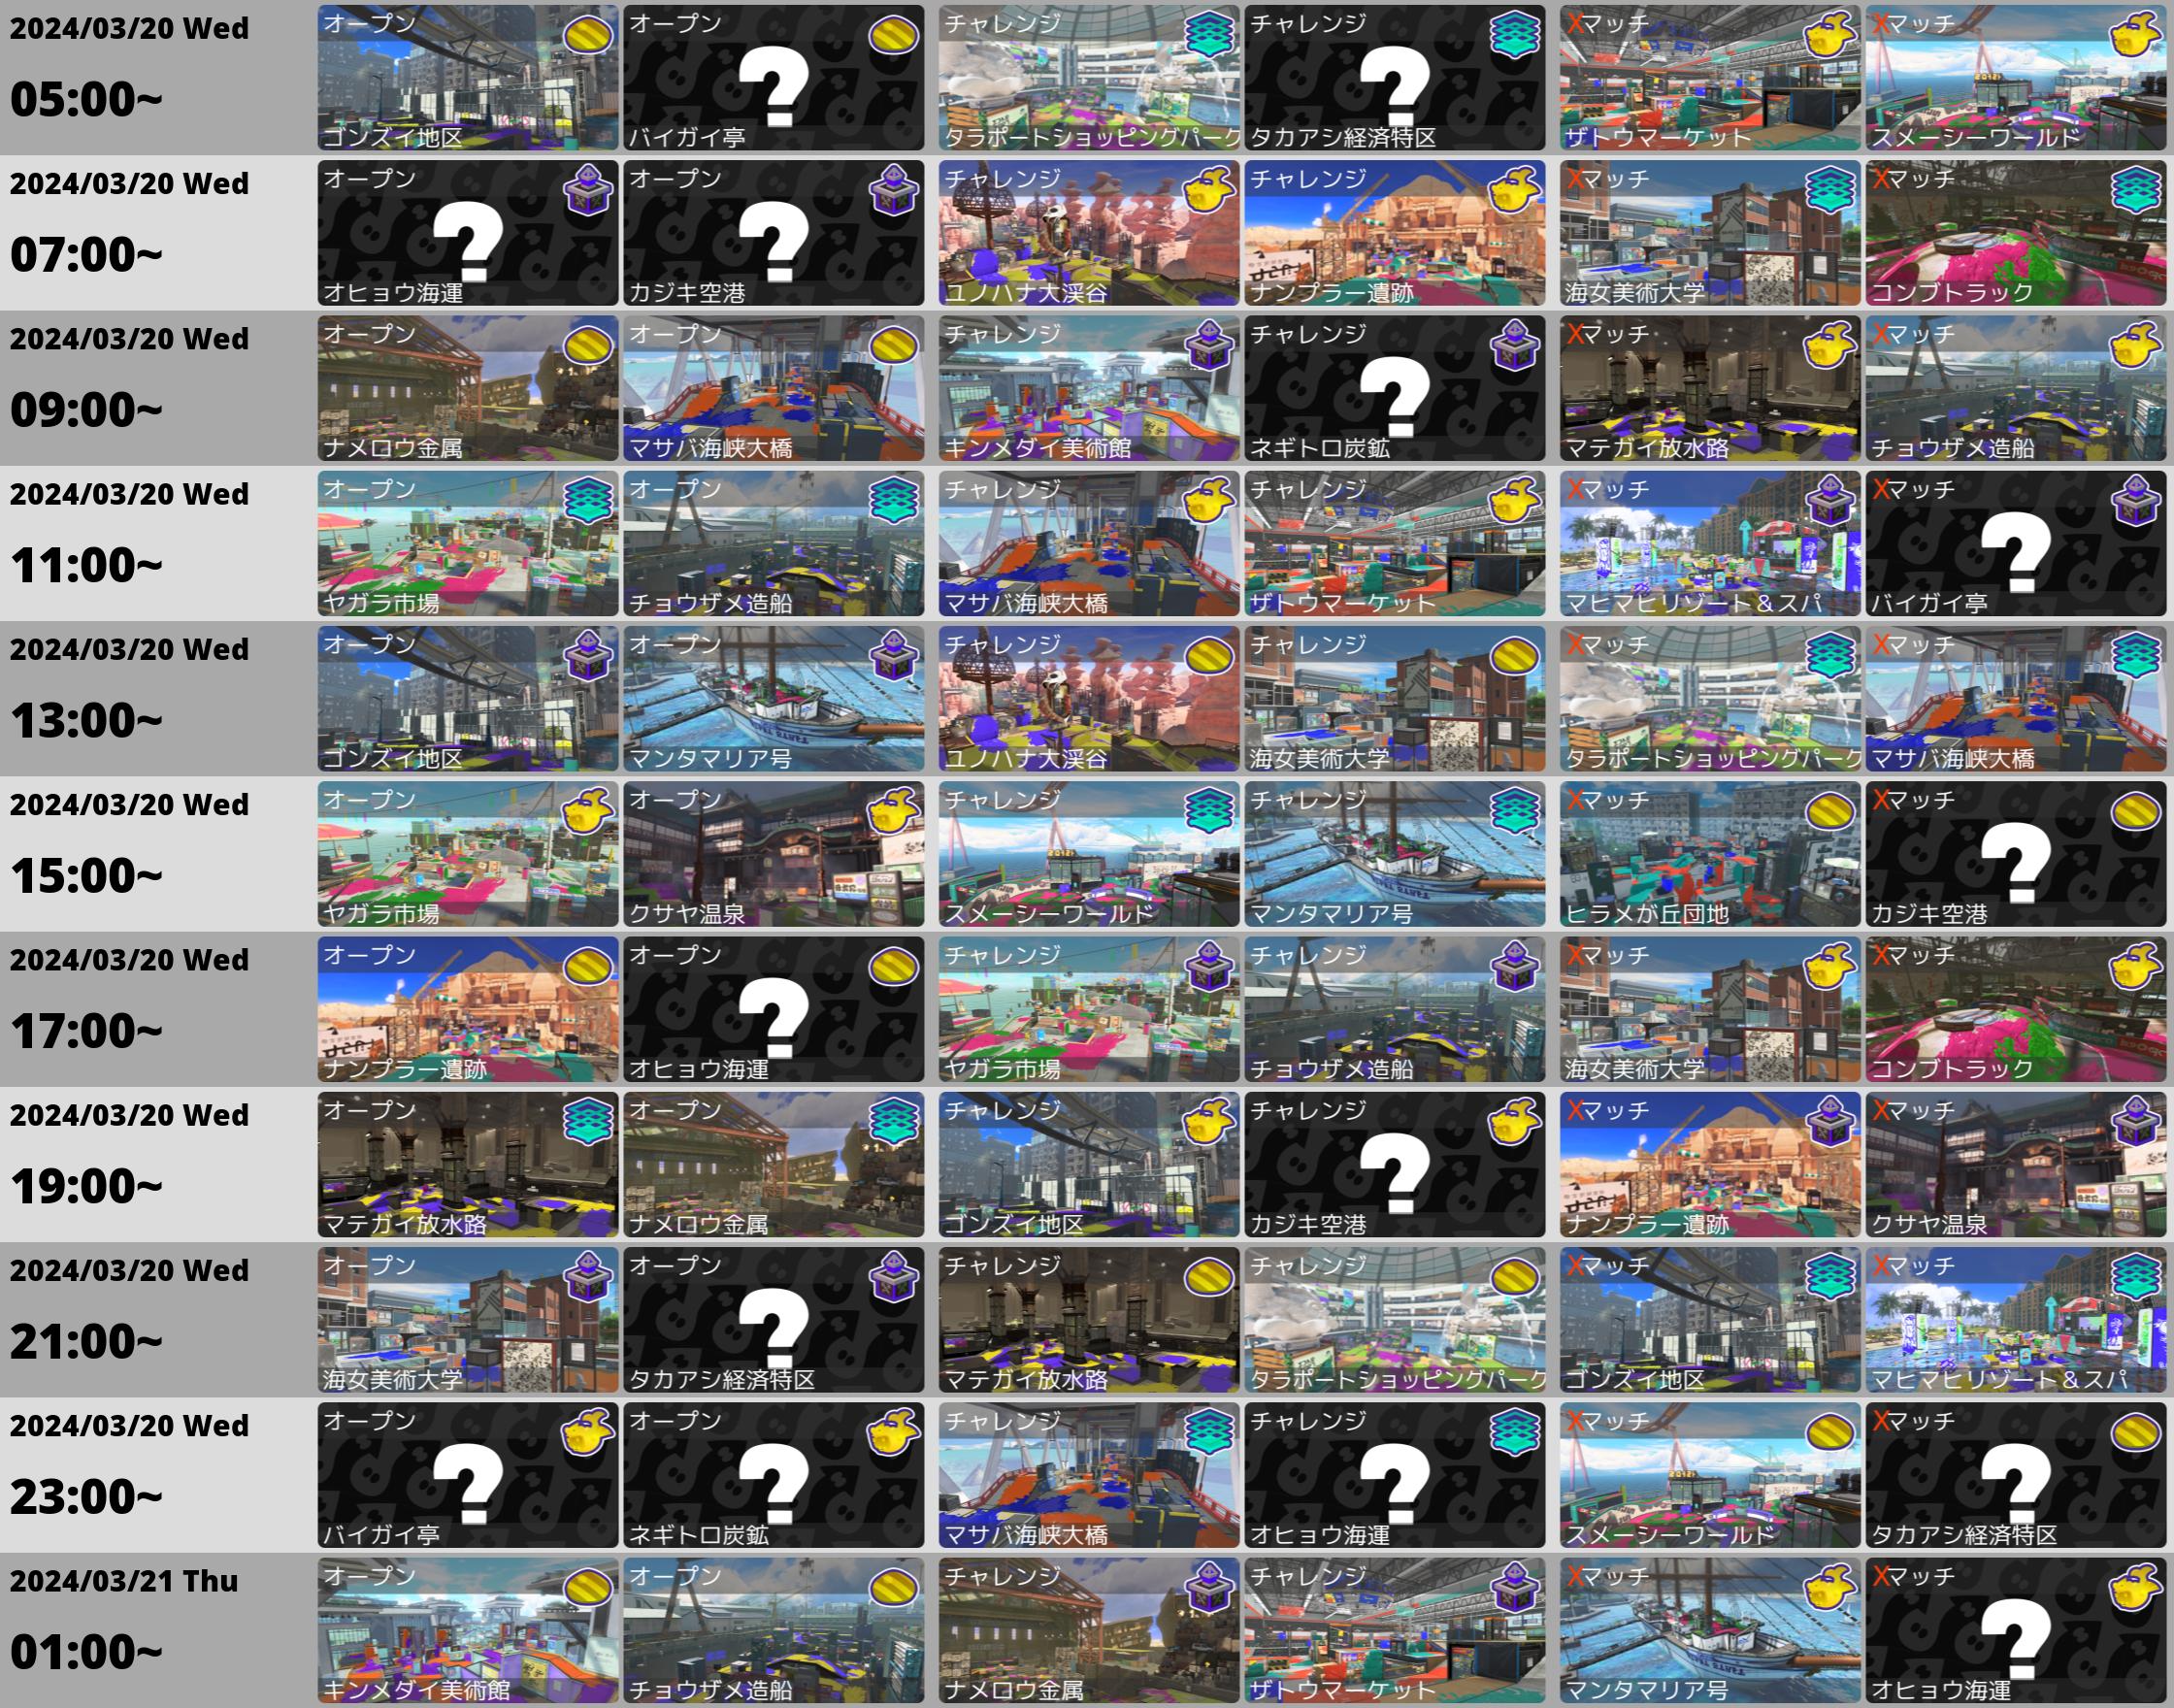 2024/03/20 Wed
05:00~
オープン
ゴンズイ地区
オープン
バイガイ亭
チャレンジ
タラポートショッピングパーク
チャレンジ
タカアシ経済特区
Xマッチ
ザトウマーケット
Xマッチ
スメーシーワールド
2024/03/20 Wed
07:00~
オープン
オヒョウ海運
オープン
カジキ空港
チャレンジ
ユノハナ大渓谷
チャレンジ
ナンプラー遺跡
Xマッチ
海女美術大学
Xマッチ
コンブトラック
2024/03/20 Wed
09:00~
オープン
ナメロウ金属
オープン
マサバ海峡大橋
チャレンジ
キンメダイ美術館
チャレンジ
ネギトロ炭鉱
Xマッチ
マテガイ放水路
Xマッチ
チョウザメ造船
2024/03/20 Wed
11:00~
オープン
ヤガラ市場
オープン
チョウザメ造船
チャレンジ
マサバ海峡大橋
チャレンジ
ザトウマーケット
Xマッチ
マヒマヒリゾート＆スパ
Xマッチ
バイガイ亭
2024/03/20 Wed
13:00~
オープン
ゴンズイ地区
オープン
マンタマリア号
チャレンジ
ユノハナ大渓谷
チャレンジ
海女美術大学
Xマッチ
タラポートショッピングパーク
Xマッチ
マサバ海峡大橋
2024/03/20 Wed
15:00~
オープン
ヤガラ市場
オープン
クサヤ温泉
チャレンジ
スメーシーワールド
チャレンジ
マンタマリア号
Xマッチ
ヒラメが丘団地
Xマッチ
カジキ空港
2024/03/20 Wed
17:00~
オープン
ナンプラー遺跡
オープン
オヒョウ海運
チャレンジ
ヤガラ市場
チャレンジ
チョウザメ造船
Xマッチ
海女美術大学
Xマッチ
コンブトラック
2024/03/20 Wed
19:00~
オープン
マテガイ放水路
オープン
ナメロウ金属
チャレンジ
ゴンズイ地区
チャレンジ
カジキ空港
Xマッチ
ナンプラー遺跡
Xマッチ
クサヤ温泉
2024/03/20 Wed
21:00~
オープン
海女美術大学
オープン
タカアシ経済特区
チャレンジ
マテガイ放水路
チャレンジ
タラポートショッピングパーク
Xマッチ
ゴンズイ地区
Xマッチ
マヒマヒリゾート＆スパ
2024/03/20 Wed
23:00~
オープン
バイガイ亭
オープン
ネギトロ炭鉱
チャレンジ
マサバ海峡大橋
チャレンジ
オヒョウ海運
Xマッチ
スメーシーワールド
Xマッチ
タカアシ経済特区
2024/03/21 Thu
01:00~
オープン
キンメダイ美術館
オープン
チョウザメ造船
チャレンジ
ナメロウ金属
チャレンジ
ザトウマーケット
Xマッチ
マンタマリア号
Xマッチ
オヒョウ海運